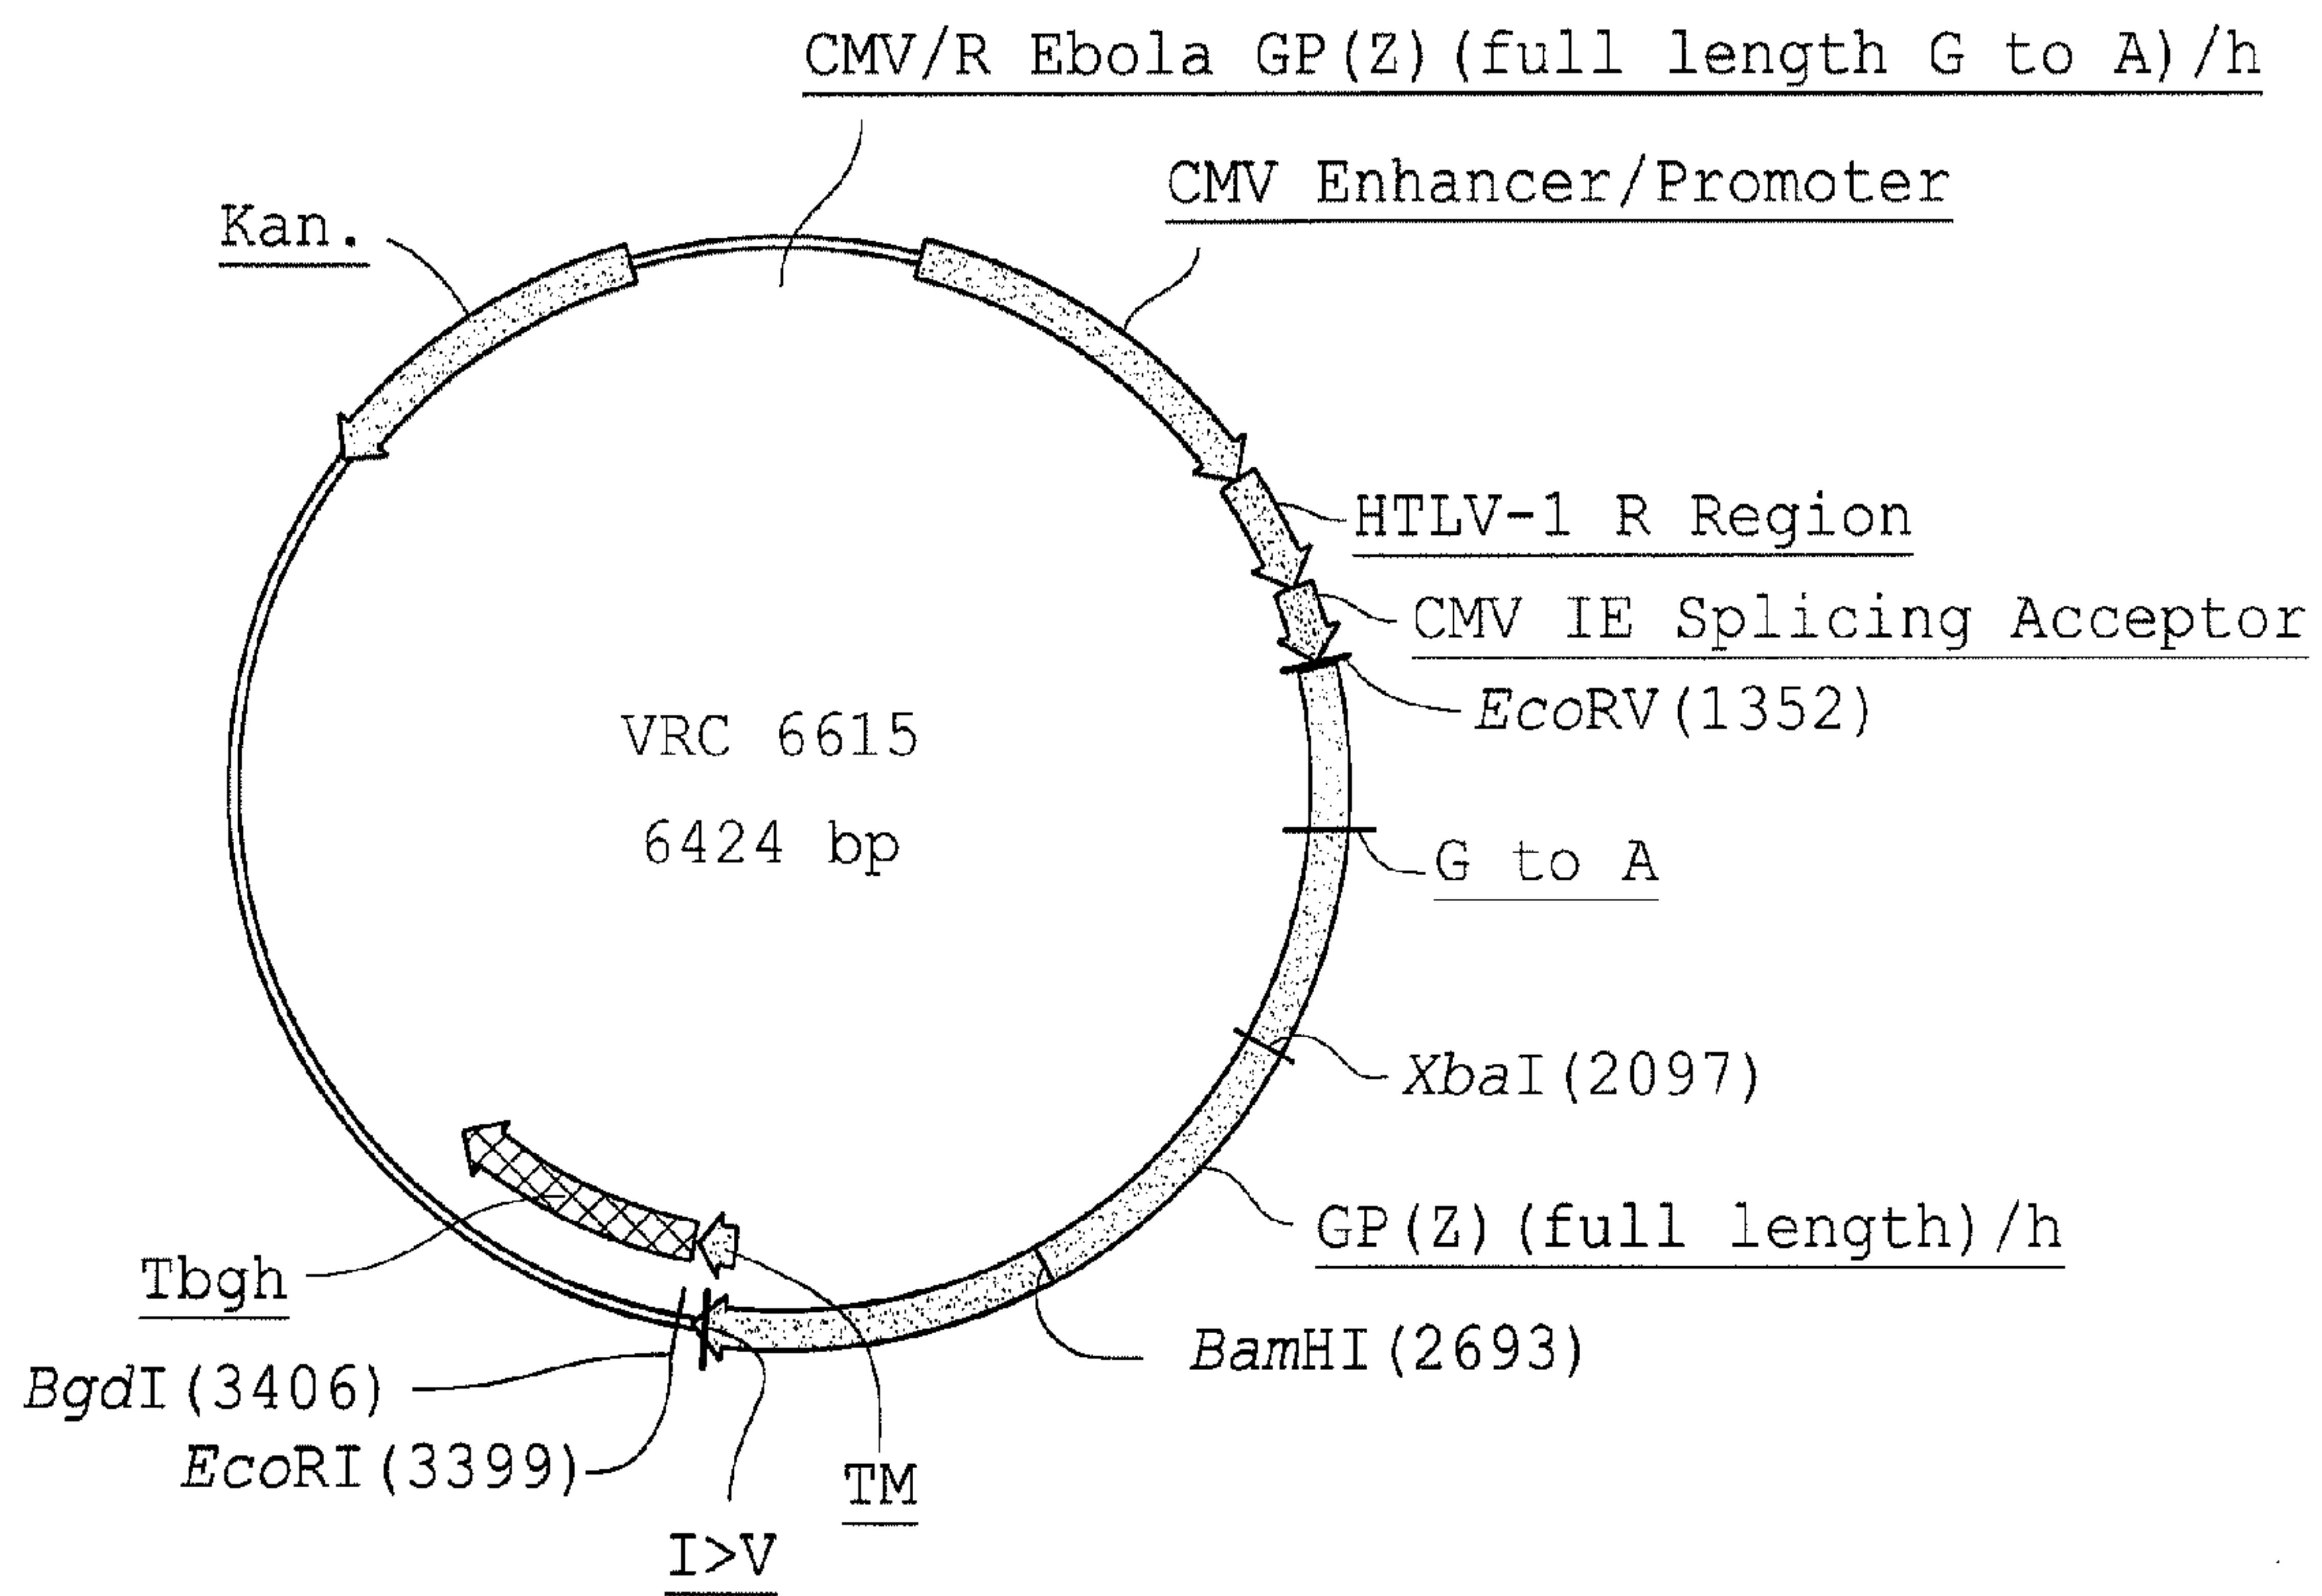 CMV/R Ebola GP(Z)(full length G to A)/h
CMV Enhancer/Promoter
Kan.
HTLV-1 R Region
CMV IE Splicing Acceptor
EcoRV(1352)
VRC 6615
6424 bp
G to A
XbaI(2097)
GP(Z)(full length)/h
Tbgh
BamHI(2693)
BgdI(3406)
EcoRI(3399)
TM
I>V